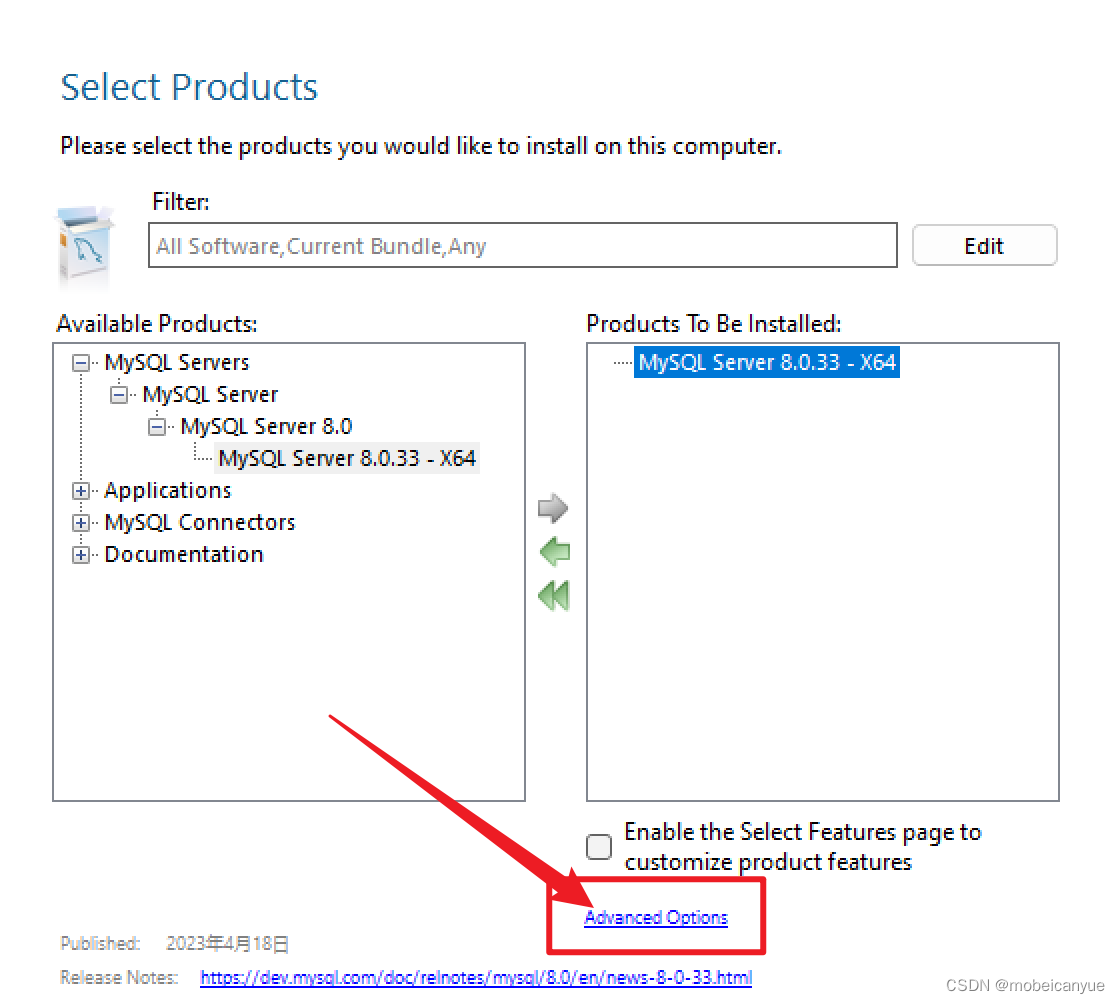 Select Products
Please select the products you would like to install on this computer.
Filter:
All Software,Current Bundle,Any
Edit
Available Products:
Products To Be Installed:
MySQL Servers
MySQL Server
MySQL Server 8.0
MySQL Server 8.0.33 - X64
Applications
MySQL Connectors
Documentation
MySQL Server 8.0.33 - X64
Enable the Select Features page to
customize product features
Advanced Options
Published: 2023年4月18日
Release Notes: https://dev.mysql.com/doc/relnotes/mysql/8.0/en/news-8-0-33.html
CSDN @mobeicanyue